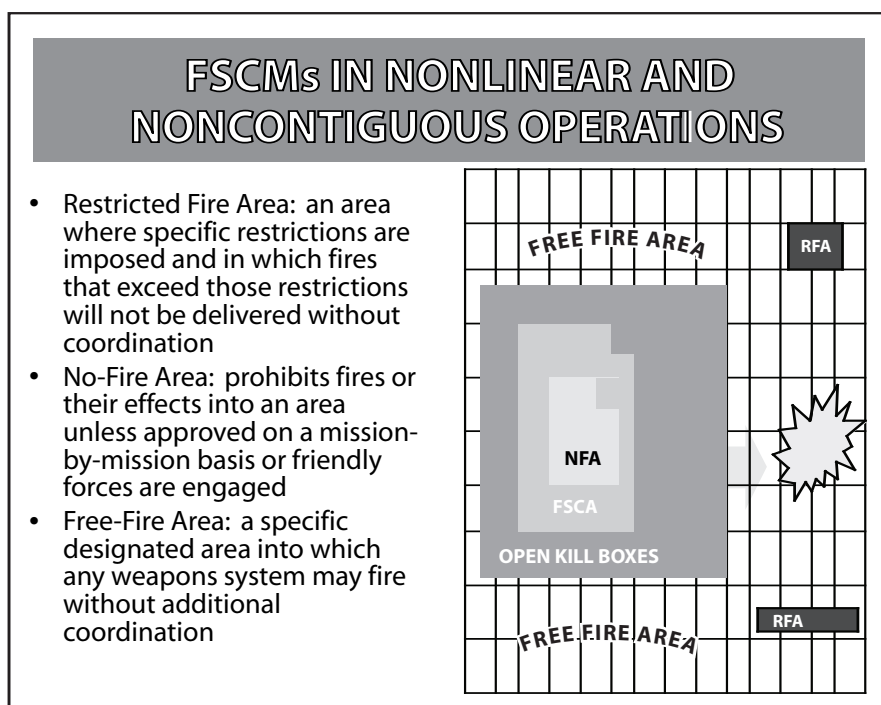 FSCMs IN NONLINEAR AND
NONCONTIGUOUS OPERATIONS
• Restricted Fire Area: an area
where specific restrictions are
imposed and in which fires
that exceed those restrictions
will not be delivered without
coordination
• No-Fire Area: prohibits fires or
their effects into an area
unless approved on a mission-
by-mission basis or friendly
forces are engaged
• Free-Fire Area: a specific
designated area into which
any weapons system may fire
without additional
coordination
FREE FIRE AREA
RFA
NFA
FSCA
OPEN KILL BOXES
RFA
FREE FIRE AREA